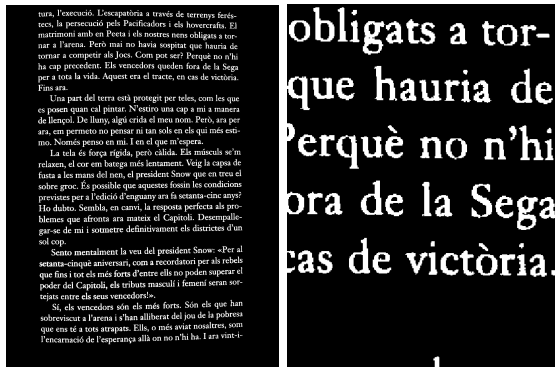 tura, l'execució. L'escapatòria a través de terrenys ferés-
tecs, la persecució pels Pacificadors i els hovercrafts. El
matrimoni amb en Peeta i els nostres nens obligats a tor-
nar a l'arena. Però mai no havia sospitat que hauria de
tornar a competir als Jocs. Com pot ser? Perquè no n'hi
ha cap precedent. Els vencedors queden fora de la Sega
per a tota la vida. Aquest era el tracte, en cas de victòria.
Fins ara.
Una part del terra està protegit per teles, com les que
es posen quan cal pintar. N'estiro una cap a mi a manera
de llençol. De lluny, algú crida el meu nom. Però, ara per
ara, em permeto no pensar ni tan sols en els qui més esti-
mo. Només penso en mi. I en el que m'espera.
La tela és força rígida, però càlida. Els músculs se'm
relaxen, el cor em batega més lentament. Veig la capsa de
fusta a les mans del nen, el president Snow que en treu el
sobre groc. És possible que aquestes fossin les condicions
previstes per a l'edició d'enguany ara fa setanta-cinc anys?
Ho dubto. Sembla, en canvi, la resposta perfecta als pro-
blemes que afronta ara mateix el Capitoli. Desempalle-
gar-se de mi i sotmetre definitivament els districtes d'un
sol cop.
Sento mentalment la veu del president Snow: «Per al
setanta-cinquè aniversari, com a recordatori per als rebels
que fins i tot els més forts d'entre ells no poden superar el
poder del Capitoli, els tributs masculí i femení seran sor-
tejats entre els seus vencedors!».
Sí, els vencedors són els més forts. Són els que han
sobreviscut a l'arena i s'han alliberat del jou de la pobresa
que ens té a tots atrapats. Ells, o més aviat nosaltres, som
l'encarnació de l'esperança allà on no n'hi ha. I ara vint-i-
obligats a tor-
que hauria de
Perquè no n'hi
ora de la Sega
cas de victòria.